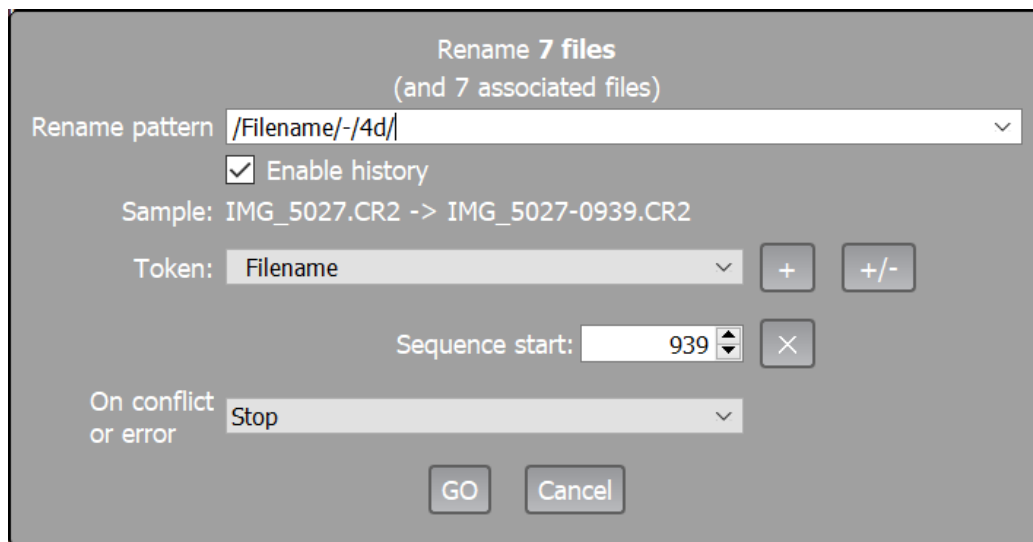 Rename 7 files
(and 7 associated files)
Rename pattern /Filename/-/4d/
Enable history
Sample: IMG_5027.CR2 -> IMG_5027-0939.CR2
Token: Filename + +/-
Sequence start: 939 ×
On conflict
or error Stop
GO Cancel